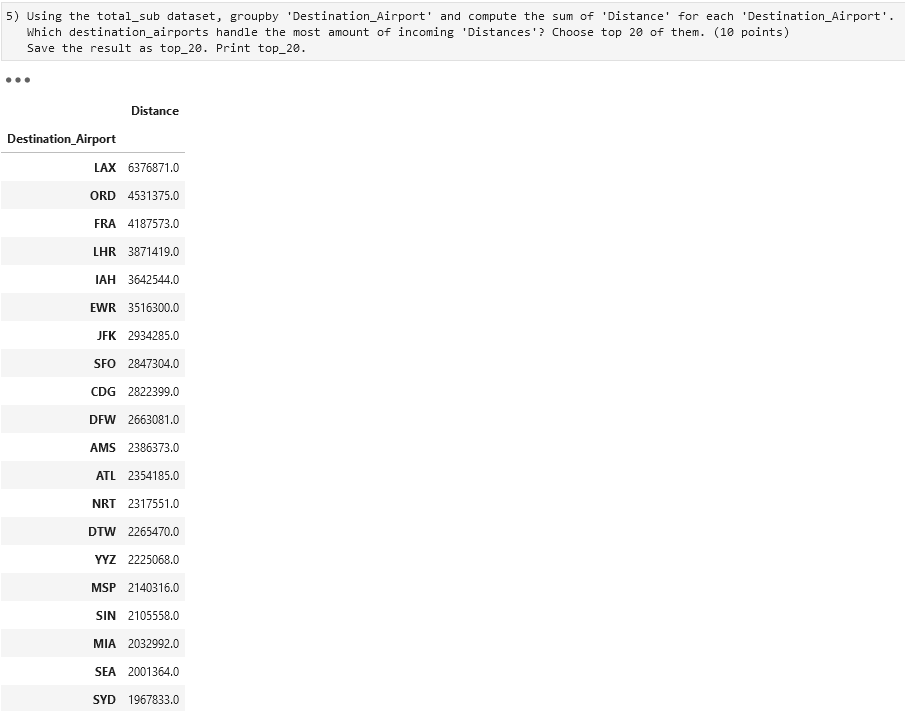 5) Using the total_sub dataset, groupby 'Destination_Airport' and compute the sum of 'Distance' for each 'Destination_Airport'.
Which destination_airports handle the most amount of incoming 'Distances'? Choose top 20 of them. (10 points)
Save the result as top_20. Print top_20.
Distance
Destination_Airport
LAX 6376871.0
ORD 4531375.0
FRA 4187573.0
LHR 3871419.0
IAH 3642544.0
EWR 3516300.0
JFK 2934285.0
SFO 2847304.0
CDG 2822399.0
DFW 2663081.0
AMS 2386373.0
ATL 2354185.0
NRT 2317551.0
DTW 2265470.0
YYZ 2225068.0
MSP 2140316.0
SIN 2105558.0
MIA 2032992.0
SEA 2001364.0
SYD 1967833.0